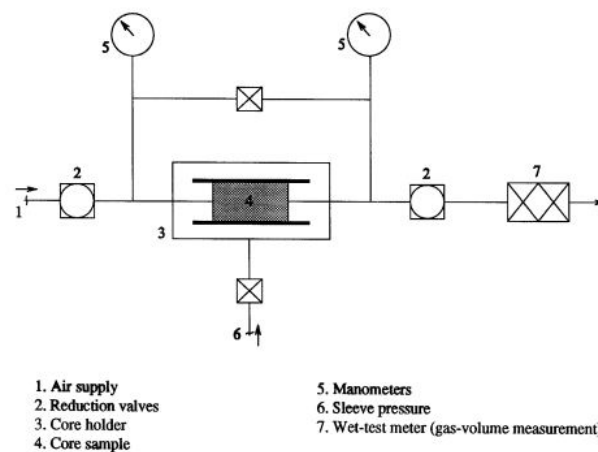 5
5
2
2
7
1
4
3
6
1. Air supply
2. Reduction valves
3. Core holder
4. Core sample
5. Manometers
6. Sleeve pressure
7. Wet-test meter (gas-volume measurement)